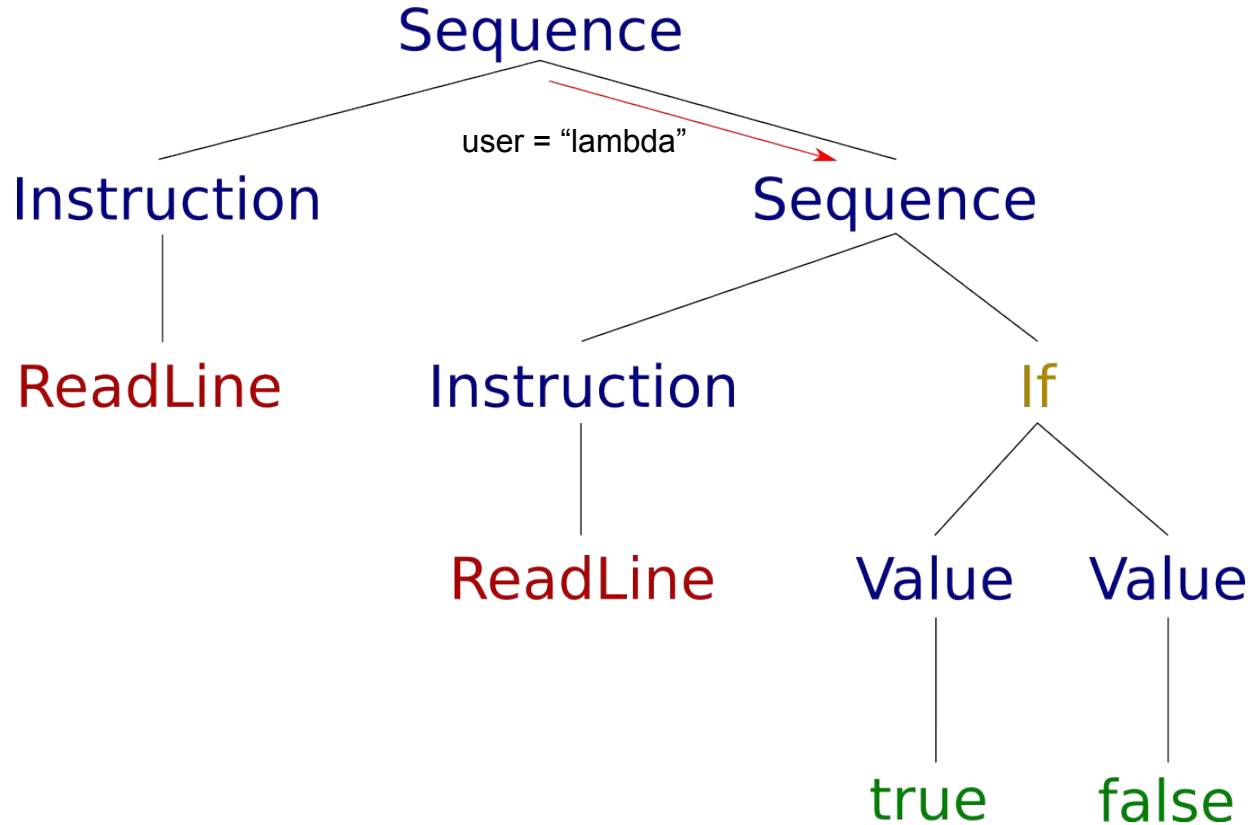 Sequence
user = “lambda”
Instruction
Sequence
ReadLine
Instruction
If
ReadLine
Value
Value
true
false